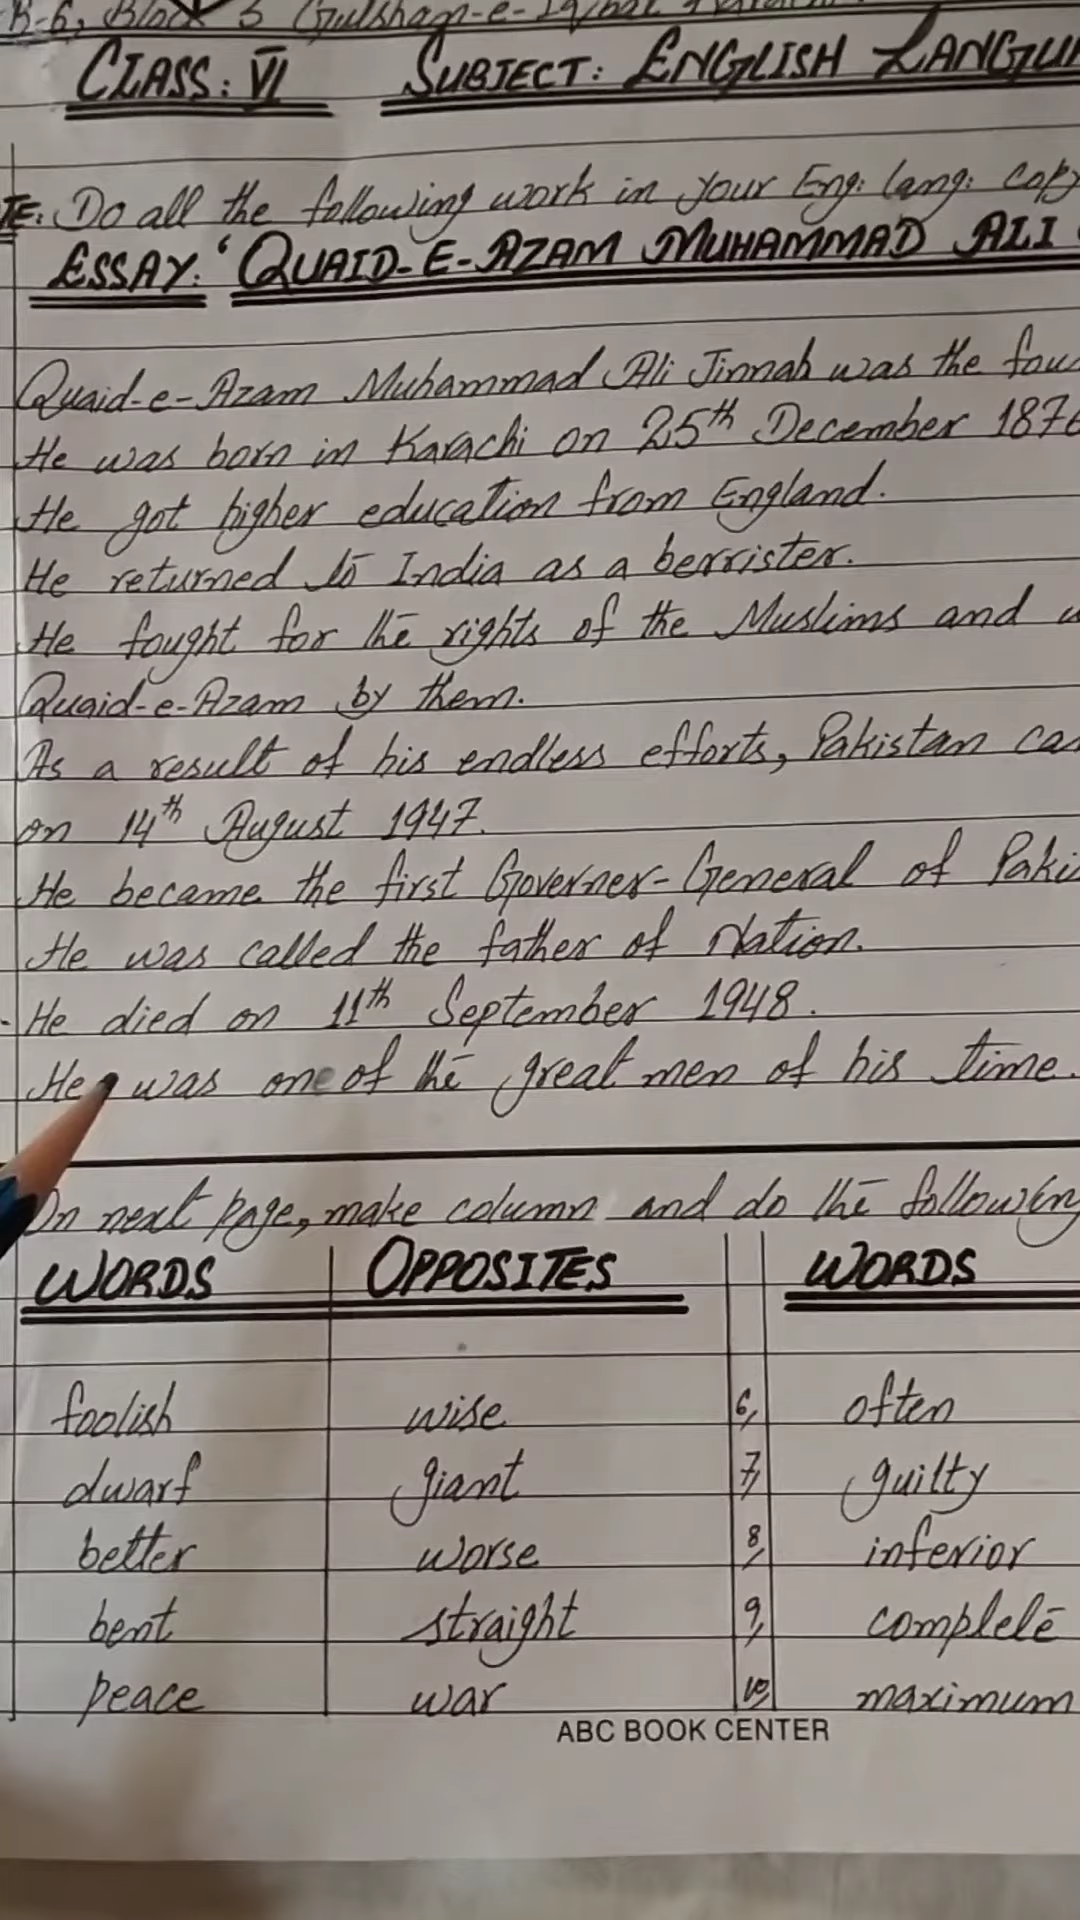 B-6, Block 3 Gulshan-e-Iqbal
CLASS: VI SUBJECT: ENGLISH
TE: Do all the following work in your Eng: lang: copy
ESSAY: 'QUAID-E-AZAM MUHAMMAD ALI
Quaid-e-Azam Muhammad Ali Jinnah was the
He was born in Karachi on 25th December 1876
He got higher education from England.
He returned to India as a berrister.
He fought for the rights of the Muslims and
Quaid-e-Azam by them.
As a result of his endless efforts, Pakistan
on 14th August 1947.
He became the first Governer-General of
He was called the father of Nation.
He died on 11th September 1948.
He was one of the great men of his time.
On next page, make column and do the following
WORDS OPPOSITES WORDS
foolish wise 6, often
dwarf giant 7, guilty
better worse 8, inferior
bent straight 9, complete
peace war 10, maximum
ABC BOOK CENTER